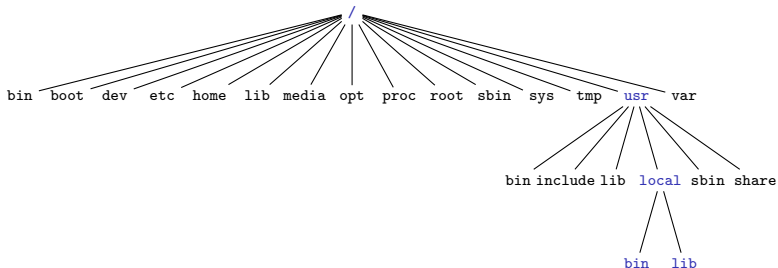 /
bin boot dev etc home lib media opt proc root sbin sys tmp usr var
bin include lib local sbin share
bin lib